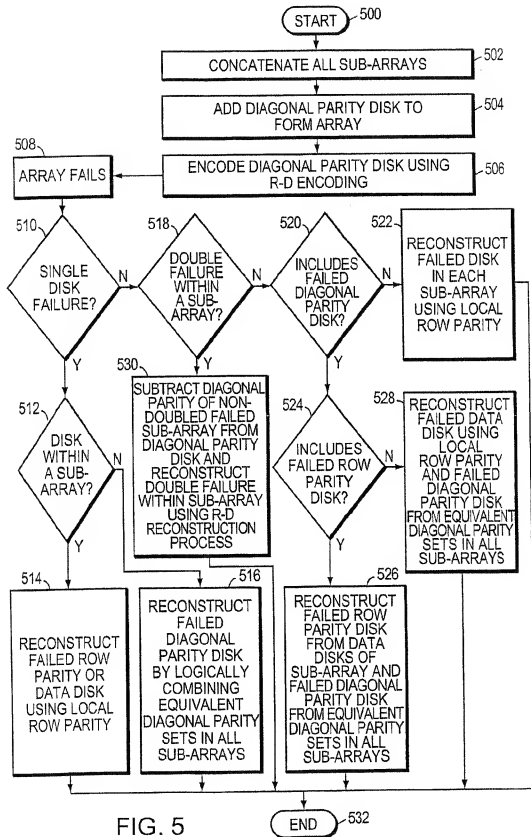 START
500
CONCATENATE ALL SUB-ARRAYS
502
ADD DIAGONAL PARITY DISK TO
FORM ARRAY
504
508
ARRAY FAILS
ENCODE DIAGONAL PARITY DISK USING
R-D ENCODING
506
510
SINGLE
DISK
FAILURE?
N
Y
518
DOUBLE
FAILURE
WITHIN
A SUB-
ARRAY?
N
Y
520
INCLUDES
FAILED
DIAGONAL
PARITY
DISK?
N
Y
522
RECONSTRUCT
FAILED DISK
IN EACH
SUB-ARRAY
USING LOCAL
ROW PARITY
512
DISK
WITHIN
A SUB-
ARRAY?
N
Y
530
SUBTRACT DIAGONAL
PARITY OF NON-
DOUBLED FAILED
SUB-ARRAY FROM
DIAGONAL PARITY
DISK AND
RECONSTRUCT
DOUBLE FAILURE
WITHIN SUB-ARRAY
USING R-D
RECONSTRUCTION
PROCESS
524
INCLUDES
FAILED ROW
PARITY
DISK?
N
Y
528
RECONSTRUCT
FAILED DATA
DISK USING
LOCAL
ROW PARITY
AND FAILED
DIAGONAL
PARITY DISK
FROM EQUIVALENT
DIAGONAL PARITY
SETS IN ALL
SUB-ARRAYS
514
RECONSTRUCT
FAILED ROW
PARITY OR
DATA DISK
USING LOCAL
ROW PARITY
516
RECONSTRUCT
FAILED
DIAGONAL
PARITY DISK
BY LOGICALLY
COMBINING
EQUIVALENT
DIAGONAL PARITY
SETS IN ALL
SUB-ARRAYS
526
RECONSTRUCT
FAILED ROW
PARITY DISK
FROM DATA
DISKS OF
SUB-ARRAY AND
FAILED DIAGONAL
PARITY DISK
FROM EQUIVALENT
DIAGONAL PARITY
SETS IN ALL
SUB-ARRAYS
END
532
FIG. 5